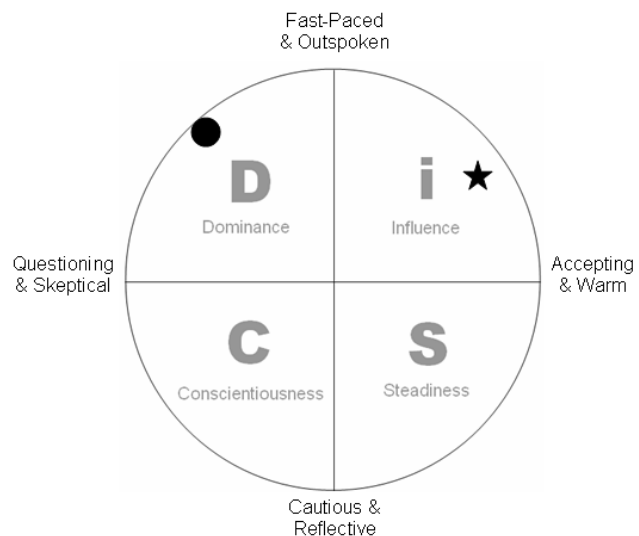 Fast-Paced
& Outspoken
D
i
Dominance
Influence
Questioning
& Skeptical
Accepting
& Warm
C
S
Conscientiousness
Steadiness
Cautious &
Reflective